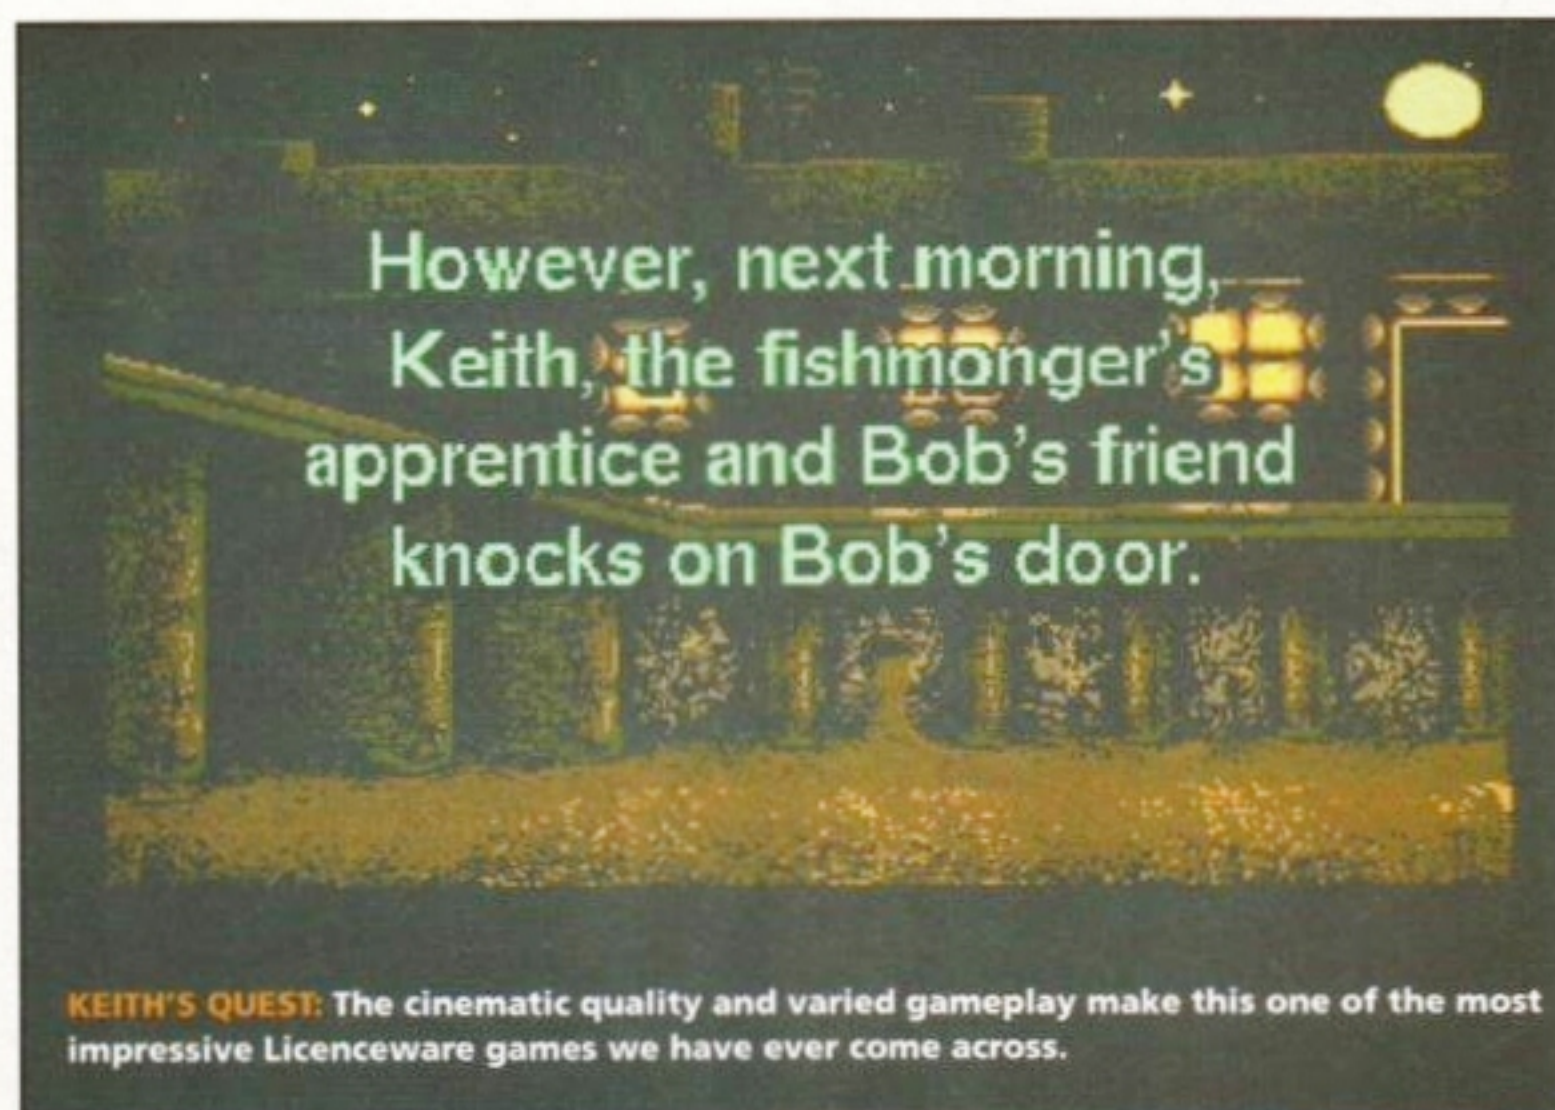 However, next morning,
Keith, the fishmonger's
apprentice and Bob's friend
knocks on Bob's door.
KEITH'S QUEST: The cinematic quality and varied gameplay make this one of the most
impressive Licenceware games we have ever come across.